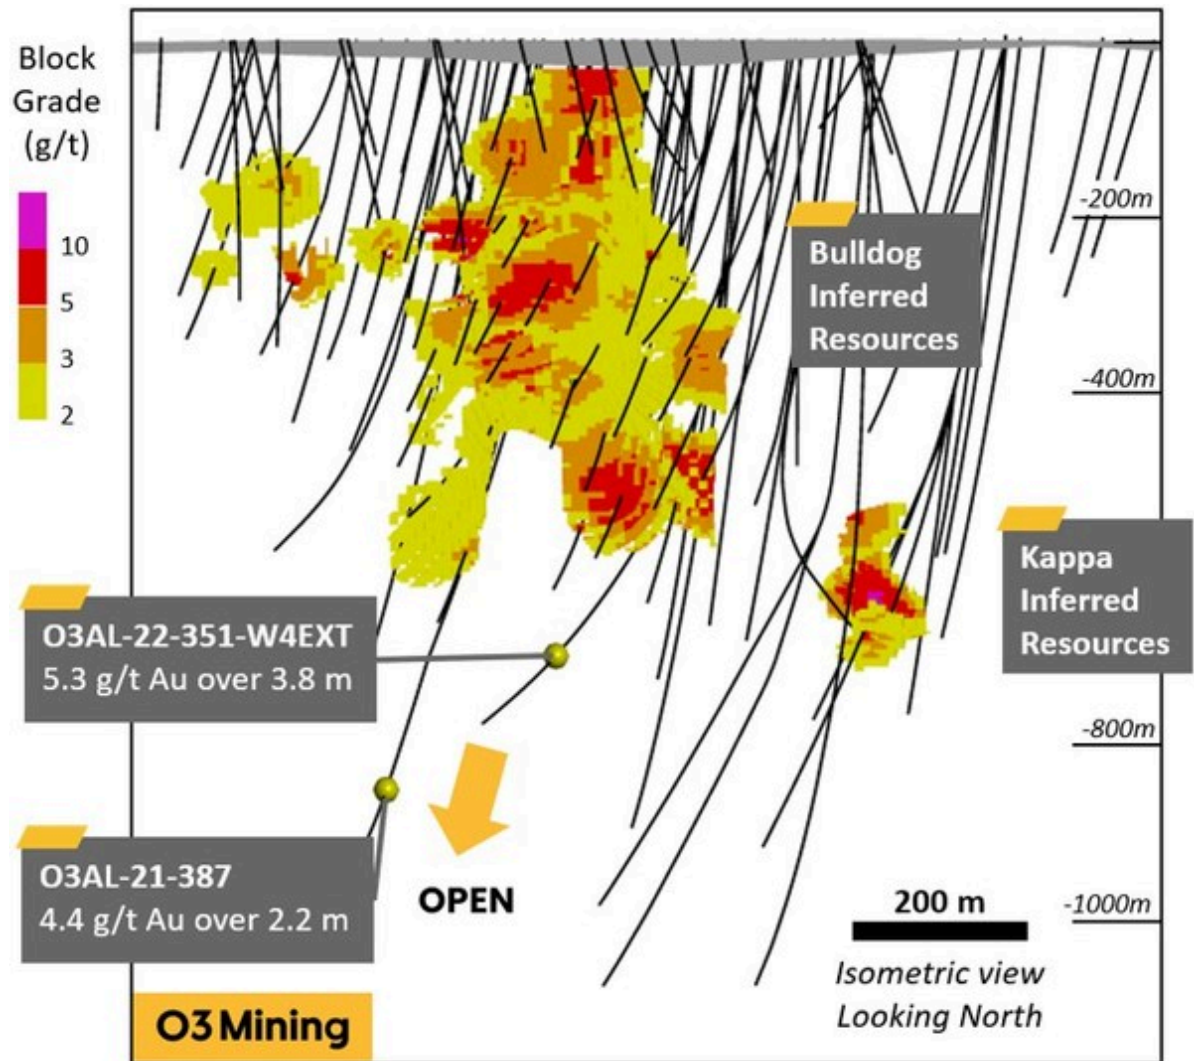 Block
Grade
(g/t)
10
5
3
2
-200m
Bulldog
Inferred
Resources
-400m
Kappa
Inferred
Resources
O3AL-22-351-W4EXT
5.3 g/t Au over 3.8 m
-800m
O3AL-21-387
4.4 g/t Au over 2.2 m
OPEN
200 m
-1000m
Isometric view
Looking North
O3 Mining